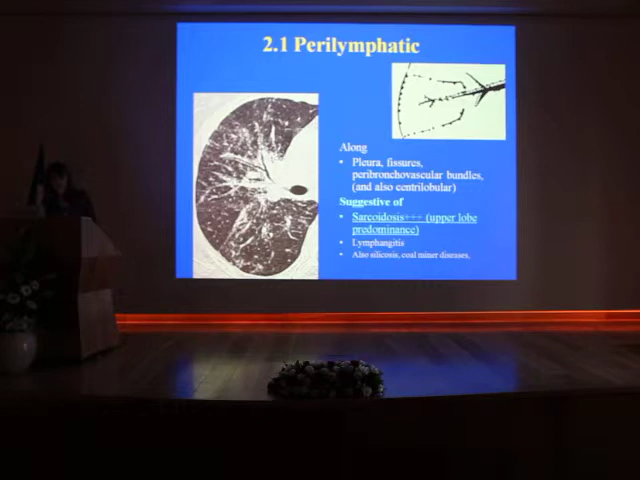 2.1 Perilymphatic
Along
• Pleura, fissures,
peribronchovascular bundles,
(and also centrilobular)
Suggestive of
• Sarcoidosis+++ (upper lobe
predominance)
• Lymphangitis
• Also silicosis, coal miner diseases,